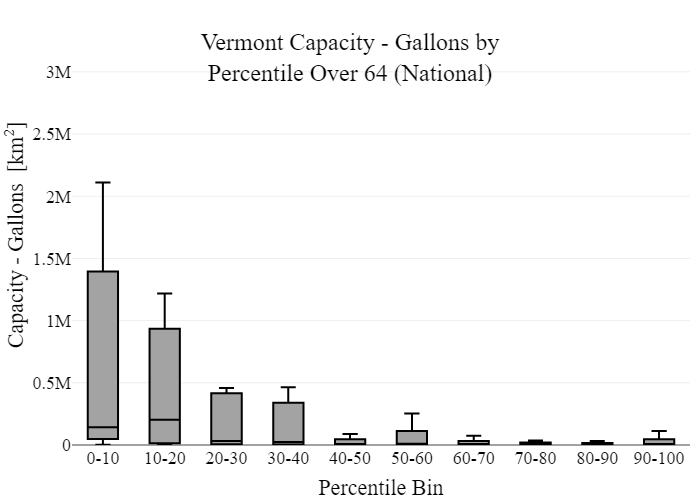 Vermont Capacity - Gallons by
Percentile Over 64 (National)
Capacity - Gallons [km²]
3M
2.5M
2M
1.5M
1M
0.5M
0
0-10 10-20 20-30 30-40 40-50 50-60 60-70 70-80 80-90 90-100
Percentile Bin